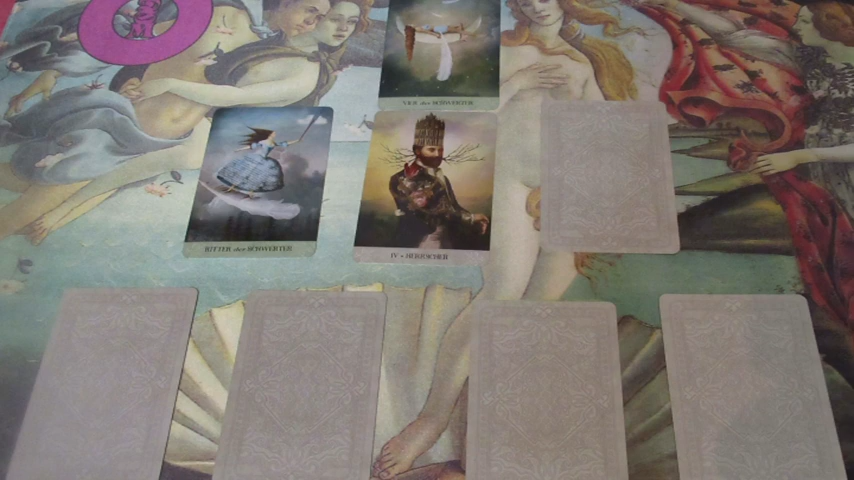 VIER der SCHWERTER
RITTER der SCHWERTER
IV • HERRSCHER